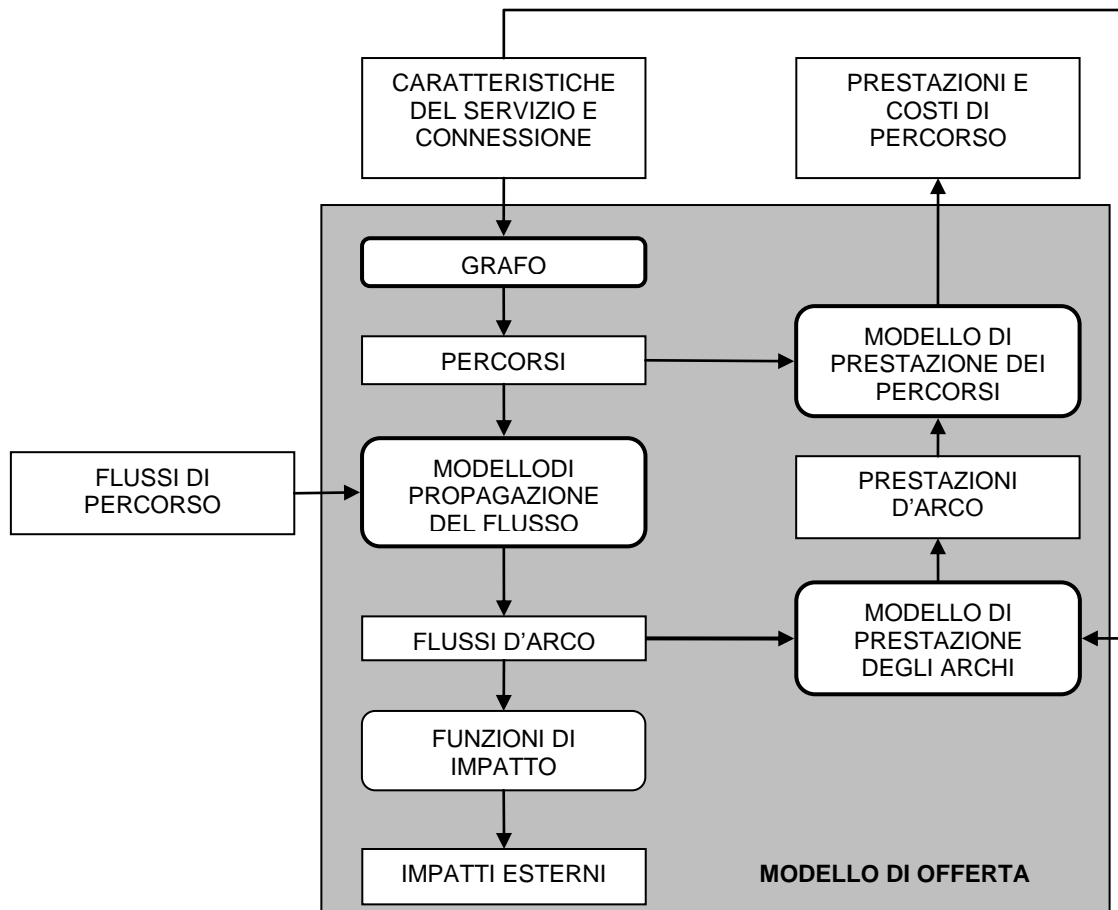 CARATTERISTICHE
DEL SERVIZIO E
CONNESSIONE
PRESTAZIONI E
COSTI DI
PERCORSO
GRAFO
PERCORSI
MODELLO DI
PRESTAZIONE DEI
PERCORSI
FLUSSI DI
PERCORSO
MODELLODI
PROPAGAZIONE
DEL FLUSSO
PRESTAZIONI
D’ARCO
FLUSSI D’ARCO
MODELLO DI
PRESTAZIONE
DEGLI ARCHI
FUNZIONI DI
IMPATTO
IMPATTI ESTERNI
MODELLO DI OFFERTA